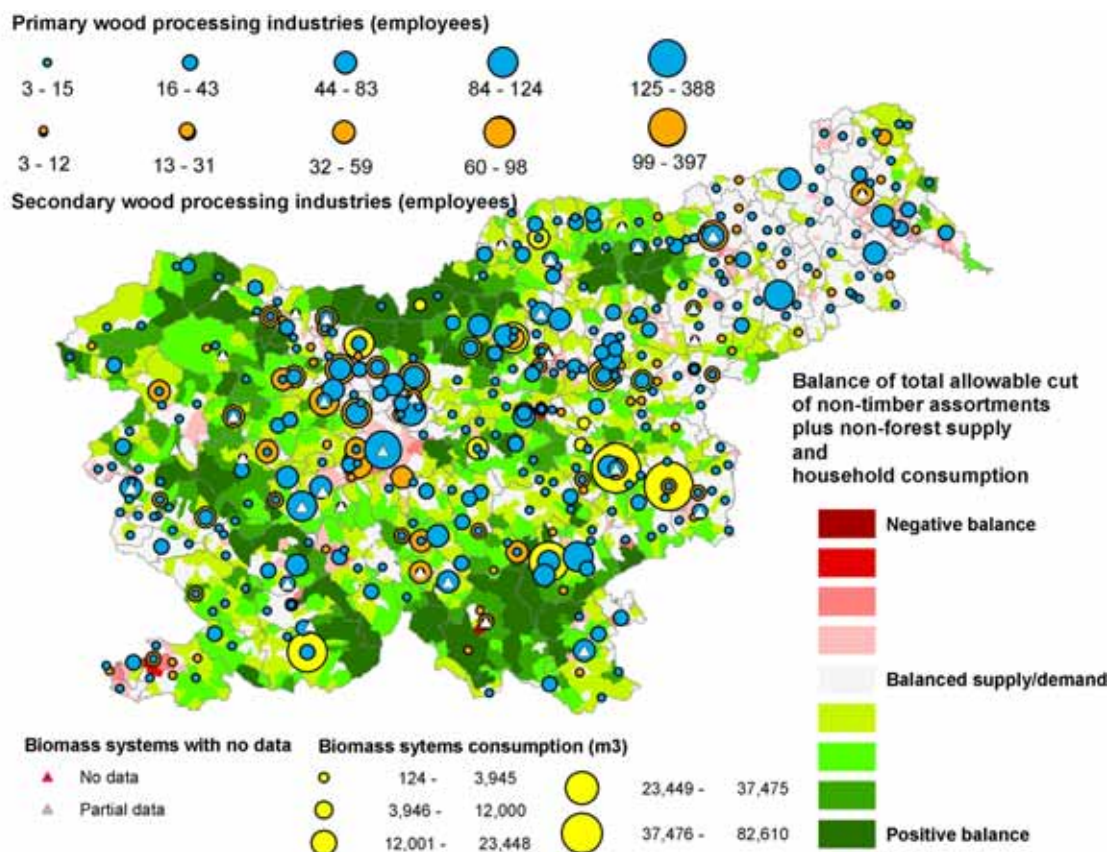 Primary wood processing industries (employees)
3 - 15 16 - 43 44 - 83 84 - 124 125 - 388
3 - 12 13 - 31 32 - 59 60 - 98 99 - 397
Secondary wood processing industries (employees)
Balance of total allowable cut
of non-timber assortments
plus non-forest supply
and
household consumption
Negative balance
Balanced supply/demand
Positive balance
Biomass systems with no data
No data
Partial data
Biomass sytems consumption (m3)
124 - 3,945
3,946 - 12,000
12,001 - 23,448
23,449 - 37,475
37,476 - 82,610